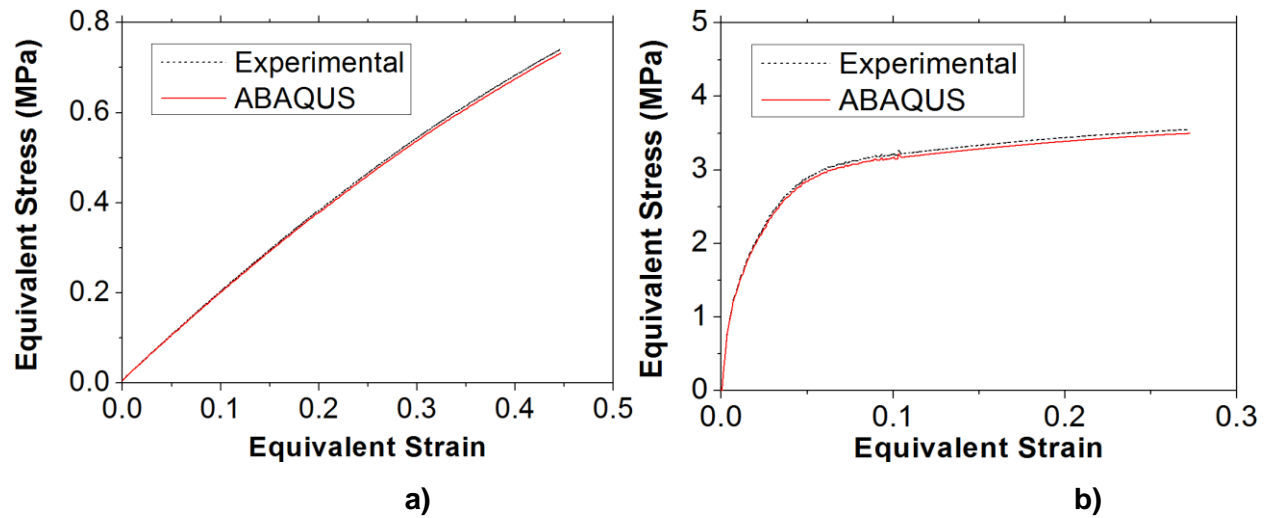 Equivalent Stress (MPa)
0.8
0.6
0.4
0.2
0.0
Experimental
ABAQUS
0.0 0.1 0.2 0.3 0.4 0.5
Equivalent Strain
a)
Equivalent Stress (MPa)
5
4
3
2
1
0
Experimental
ABAQUS
0.0 0.1 0.2 0.3
Equivalent Strain
b)